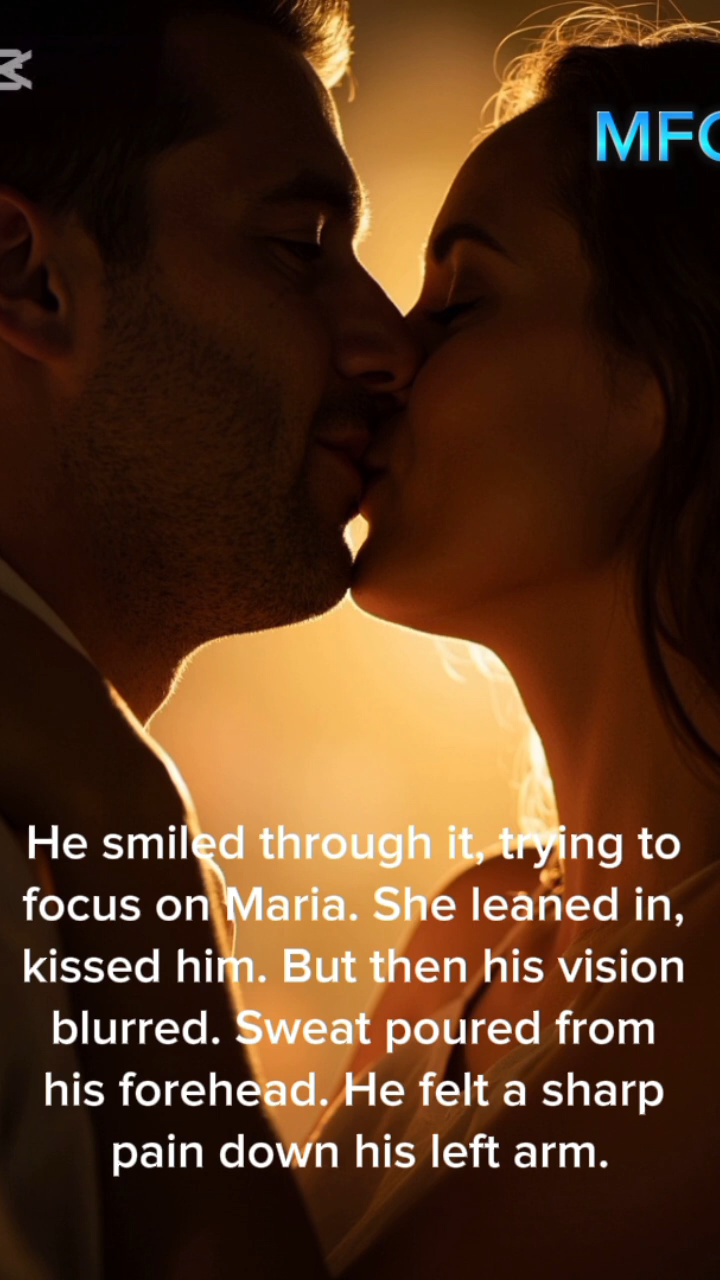 MFC
He smiled through it, trying to
focus on Maria. She leaned in,
kissed him. But then his vision
blurred. Sweat poured from
his forehead. He felt a sharp
pain down his left arm.